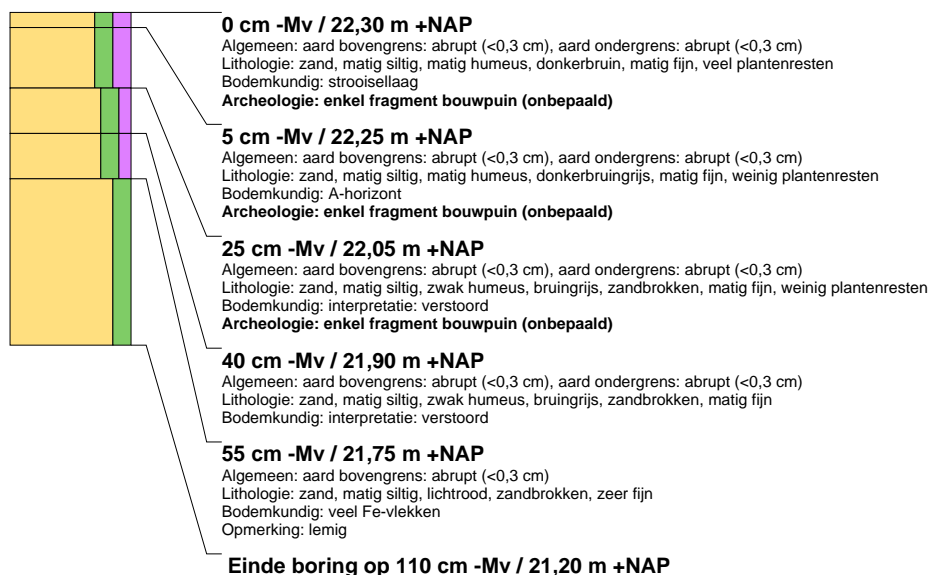 0 cm -Mv / 22,30 m +NAP
Algemeen: aard bovengrens: abrupt (<0,3 cm), aard ondergrens: abrupt (<0,3 cm)
Lithologie: zand, matig siltig, matig humeus, donkerbruin, matig fijn, veel plantenresten
Bodemkundig: strooisellaag
Archeologie: enkel fragment bouwpuin (onbepaald)
5 cm -Mv / 22,25 m +NAP
Algemeen: aard bovengrens: abrupt (<0,3 cm), aard ondergrens: abrupt (<0,3 cm)
Lithologie: zand, matig siltig, matig humeus, donkerbruingrijs, matig fijn, weinig plantenresten
Bodemkundig: A-horizont
Archeologie: enkel fragment bouwpuin (onbepaald)
25 cm -Mv / 22,05 m +NAP
Algemeen: aard bovengrens: abrupt (<0,3 cm), aard ondergrens: abrupt (<0,3 cm)
Lithologie: zand, matig siltig, zwak humeus, bruingrijs, zandbrokken, matig fijn, weinig plantenresten
Bodemkundig: interpretatie: verstoord
Archeologie: enkel fragment bouwpuin (onbepaald)
40 cm -Mv / 21,90 m +NAP
Algemeen: aard bovengrens: abrupt (<0,3 cm), aard ondergrens: abrupt (<0,3 cm)
Lithologie: zand, matig siltig, zwak humeus, bruingrijs, zandbrokken, matig fijn
Bodemkundig: interpretatie: verstoord
55 cm -Mv / 21,75 m +NAP
Algemeen: aard bovengrens: abrupt (<0,3 cm)
Lithologie: zand, matig siltig, lichtrood, zandbrokken, zeer fijn
Bodemkundig: veel Fe-vlekken
Opmerking: lemig
Einde boring op 110 cm -Mv / 21,20 m +NAP